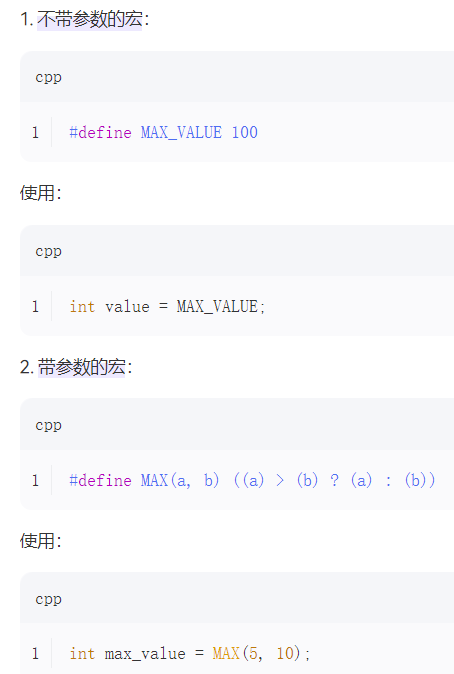 1. 不带参数的宏：
cpp
1 #define MAX_VALUE 100
使用：
cpp
1 int value = MAX_VALUE;
2. 带参数的宏：
cpp
1 #define MAX(a, b) ((a) > (b) ? (a) : (b))
使用：
cpp
1 int max_value = MAX(5, 10);